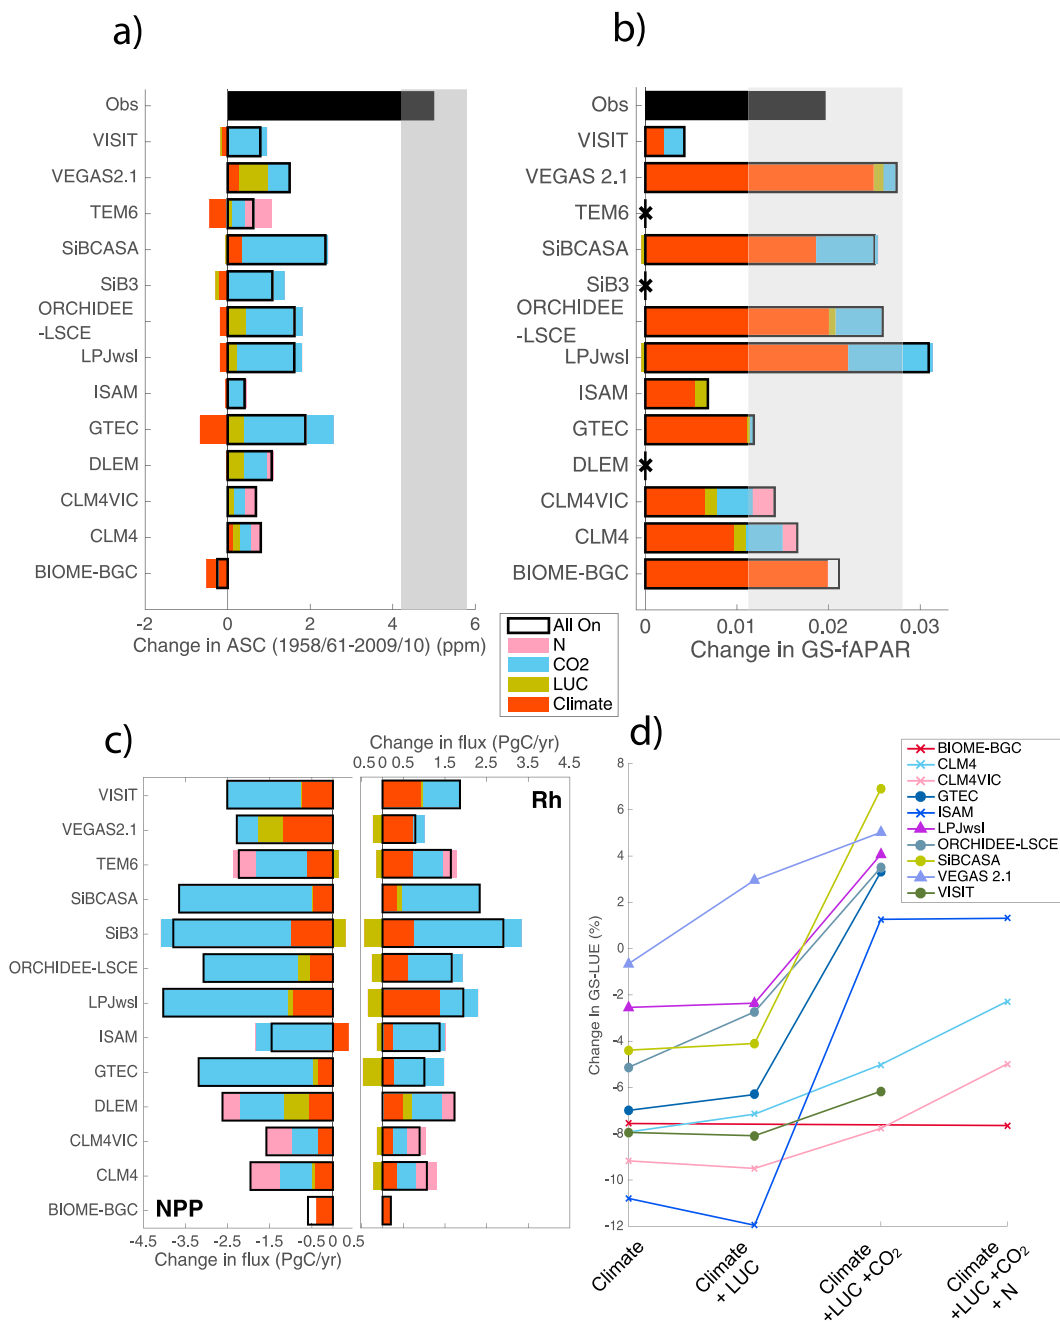 a)
Obs
VISIT
VEGAS2.1
TEM6
SiBCASA
SiB3
ORCHIDEE
-LSCE
LPJwsl
ISAM
GTEC
DLEM
CLM4VIC
CLM4
BIOME-BGC
-2 0 2 4 6
Change in ASC (1958/61-2009/10) (ppm)
b)
Obs
VISIT
VEGAS 2.1
TEM6
SiBCASA
SiB3
ORCHIDEE
-LSCE
LPJwsl
ISAM
GTEC
DLEM
CLM4VIC
CLM4
BIOME-BGC
0 0.01 0.02 0.03
Change in GS-fAPAR
All On
N
CO2
LUC
Climate
c)
Change in flux (PgC/yr)
0.5 0.5 1.5 2.5 3.5 4.5
Rh
VISIT
VEGAS2.1
TEM6
SiBCASA
SiB3
ORCHIDEE-LSCE
LPJwsl
ISAM
GTEC
DLEM
CLM4VIC
CLM4
BIOME-BGC
NPP
-4.5 -3.5 -2.5 -1.5 -0.5 0.5
Change in flux (PgC/yr)
d)
BIOME-BGC
CLM4
CLM4VIC
GTEC
ISAM
LPJwsl
ORCHIDEE-LSCE
SiBCASA
VEGAS 2.1
VISIT
8
6
4
2
0
-2
-4
-6
-8
-10
-12
Change In GS-LUE (%)
Climate
Climate
+ LUC
Climate
+LUC +CO2
Climate
+LUC +CO2
+ N